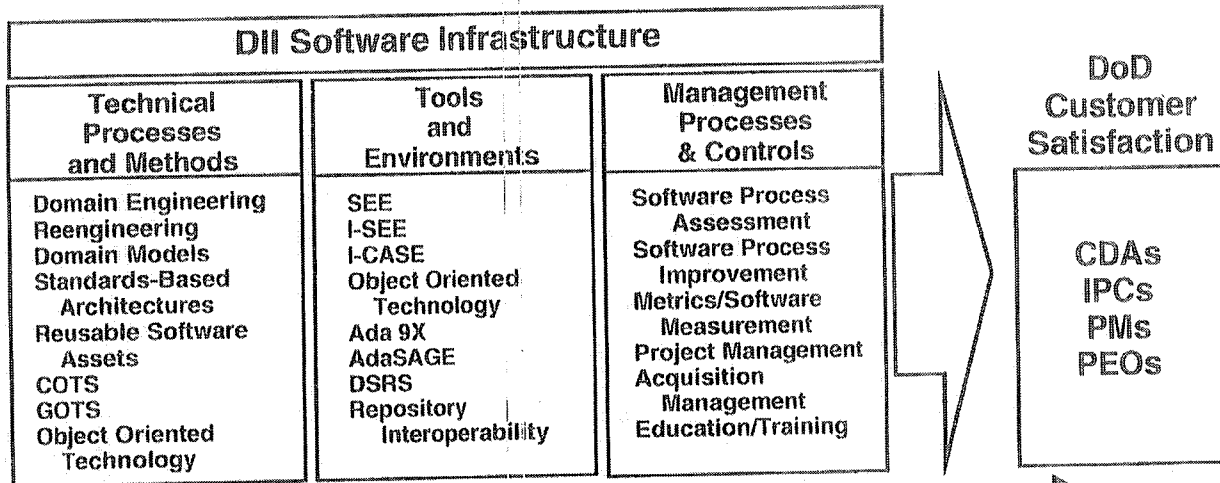 DII Software Infrastructure
Technical
Processes
and Methods
Domain Engineering
Reengineering
Domain Models
Standards-Based
Architectures
Reusable Software
Assets
COTS
GOTS
Object Oriented
Technology
Tools
and
Environments
SEE
I-SEE
I-CASE
Object Oriented
Technology
Ada 9X
AdaSAGE
DSRS
Repository
Interoperability
Management
Processes
& Controls
Software Process
Assessment
Software Process
Improvement
Metrics/Software
Measurement
Project Management
Acquisition
Management
Education/Training
DoD
Customer
Satisfaction
CDAs
IPCs
PMs
PEOs